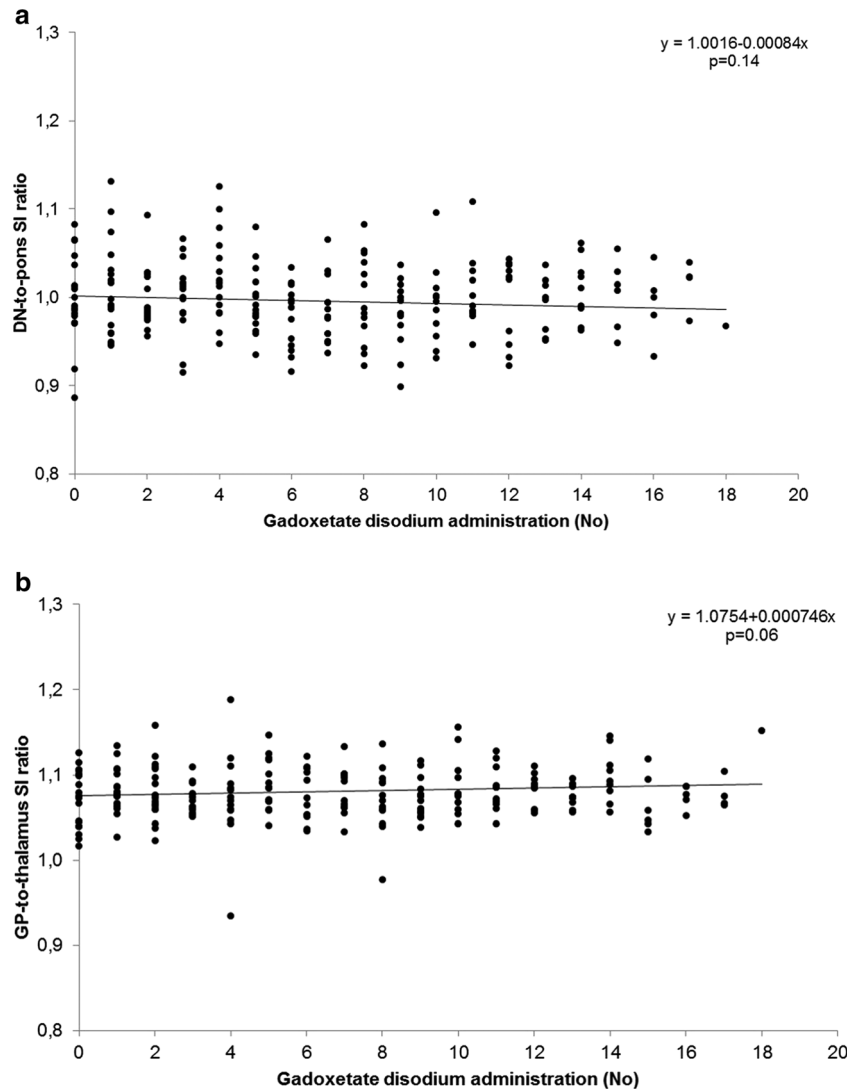 a
y = 1.0016-0.00084x
p=0.14
1,3
1,2
1,1
1,0
0,9
0,8
DN-to-pons SI ratio
0 2 4 6 8 10 12 14 16 18 20
Gadoxetate disodium administration (No)
b
y = 1.0754+0.000746x
p=0.06
1,3
1,2
1,1
1,0
0,9
0,8
GP-to-thalamus SI ratio
0 2 4 6 8 10 12 14 16 18 20
Gadoxetate disodium administration (No)